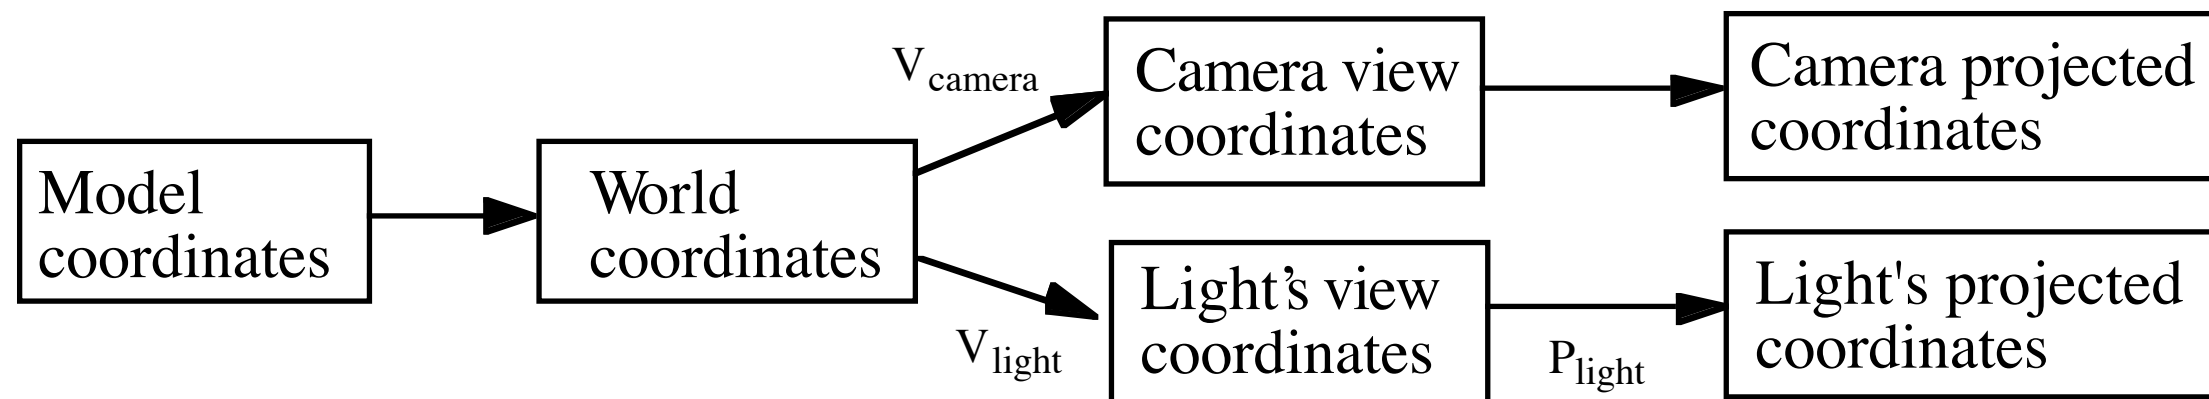 Model
coordinates
World
coordinates
V camera
Camera view
coordinates
Camera projected
coordinates
V light
Light’s view
coordinates
P light
Light's projected
coordinates